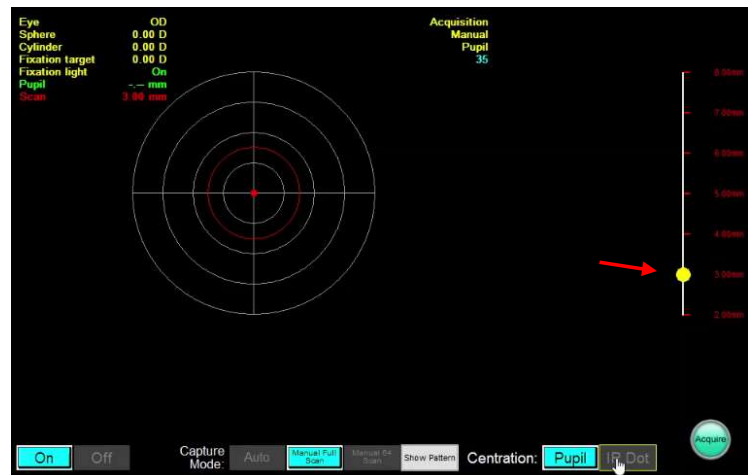 Eye OD
Sphere 0.00 D
Cylinder 0.00 D
Fixation target 0.00 D
Fixation light On
Pupil -.-- mm
Scan 3.00 mm
Acquisition
Manual
Pupil
35
8.00mm
7.00mm
6.00mm
5.00mm
4.00mm
3.00mm
2.00mm
Acquire
On Off
Capture Mode: Auto
Manual Full Scan
Manual 64 Scan
Show Pattern
Centration: Pupil IR Dot